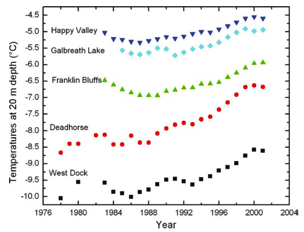 Temperatures at 20 m depth (°C)
-4.5
-5.0
-5.5
-6.0
-6.5
-7.0
-7.5
-8.0
-8.5
-9.0
-9.5
-10.0
Happy Valley
Galbreath Lake
Franklin Bluffs
Deadhorse
West Dock
1976 1980 1984 1988 1992 1996 2000 2004
Year